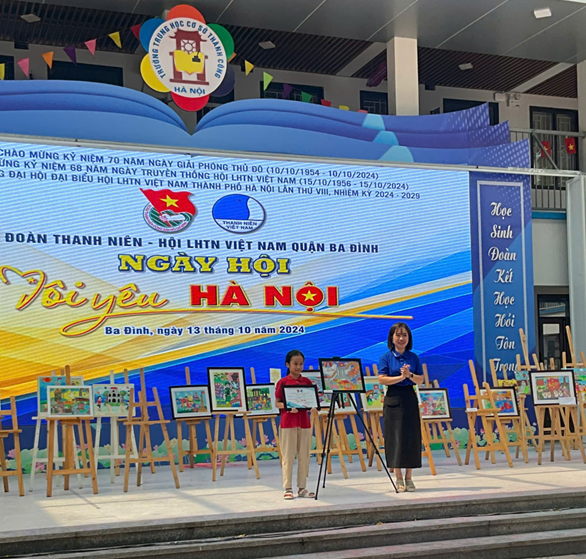 TRƯỜNG TRUNG HỌC CƠ SỞ THÀNH CÔNG
HÀ NỘI
CHÀO MỪNG KỶ NIỆM 70 NĂM NGÀY GIẢI PHÓNG THỦ ĐÔ (10/10/1954 - 10/10/2024)
KỶ NIỆM 68 NĂM NGÀY TRUYỀN THỐNG HỘI LHTN VIỆT NAM (15/10/1956 - 15/10/2024)
ĐẠI HỘI ĐẠI BIỂU HỘI LHTN VIỆT NAM THÀNH PHỐ HÀ NỘI LẦN THỨ VIII, NHIỆM KỲ 2024 - 2029
THANH NIÊN
VIỆT NAM
ĐOÀN THANH NIÊN - HỘI LHTN VIỆT NAM QUẬN BA ĐÌNH
NGÀY HỘI
Tôi yêu HÀ NỘI
Ba Đình, ngày 13 tháng 10 năm 2024
Học
Sinh
Đoàn
Kết
Học
Hỏi
Tôn
Trọng